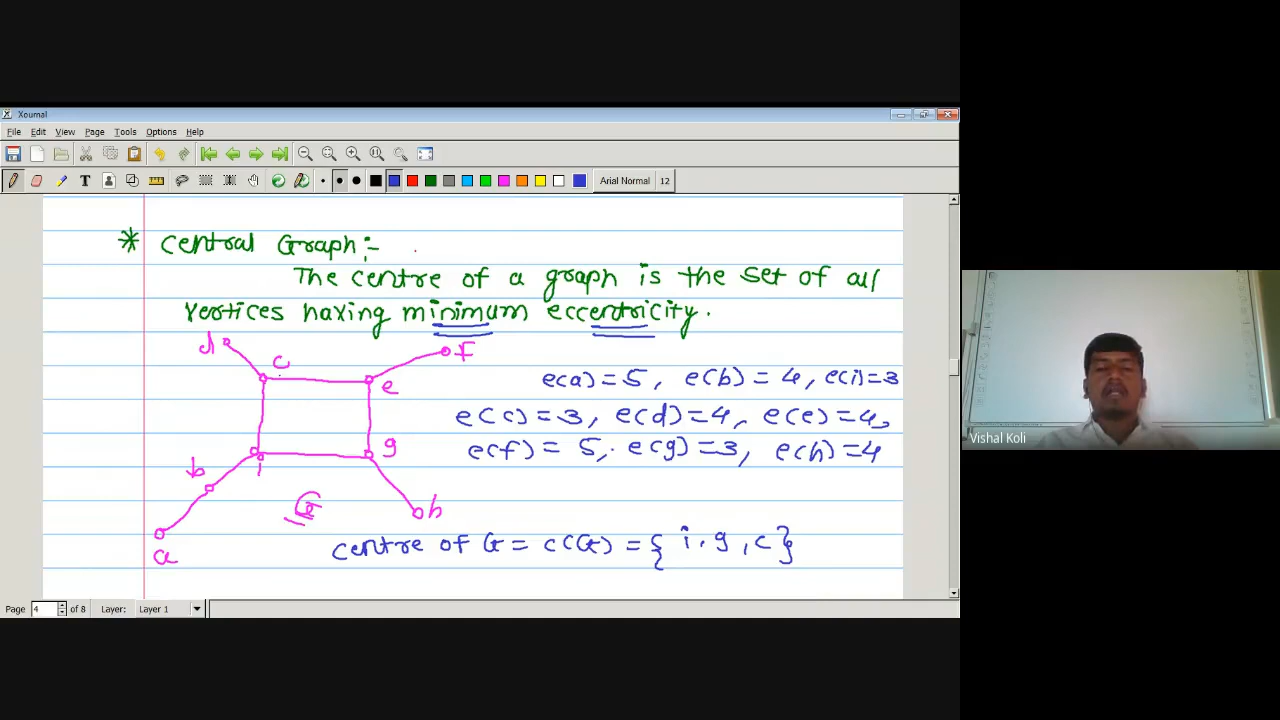 Xournal
File Edit View Page Tools Options Help
Arial Normal 12
* Central Graph :-
The centre of a graph is the set of all
vertices having minimum eccentricity.
d c e f
e(a) = 5, e(b) = 4, e(i) = 3
e(c) = 3, e(d) = 4, e(e) = 4,
e(f) = 5, e(g) = 3, e(h) = 4
b i g
G h
a
centre of G = c(G) = { i, g, c }
Page 4 of 8 Layer: Layer 1
Vishal Koli